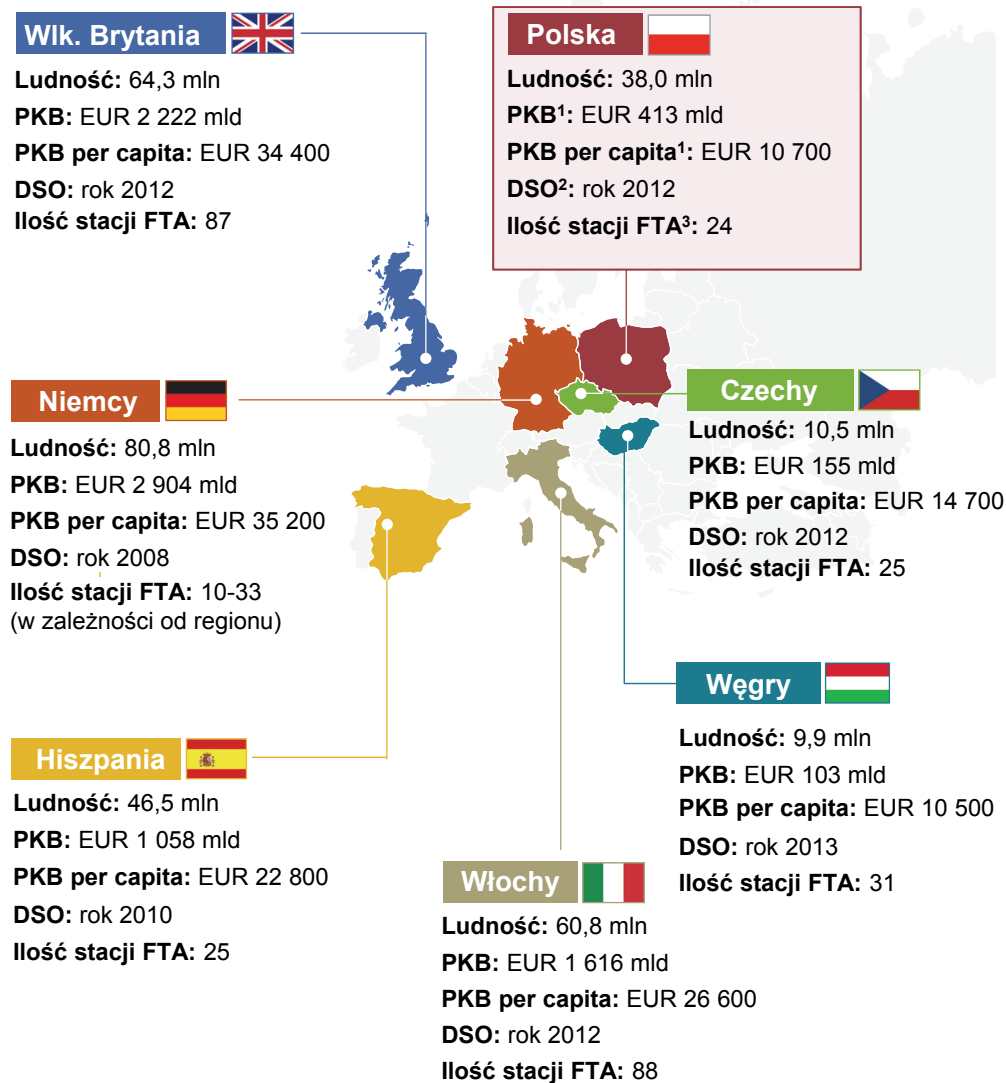 Wlk. Brytania
Ludność: 64,3 mln
PKB: EUR 2 222 mld
PKB per capita: EUR 34 400
DSO: rok 2012
Ilość stacji FTA: 87
Polska
Ludność: 38,0 mln
PKB¹: EUR 413 mld
PKB per capita¹: EUR 10 700
DSO²: rok 2012
Ilość stacji FTA³: 24
Niemcy
Ludność: 80,8 mln
PKB: EUR 2 904 mld
PKB per capita: EUR 35 200
DSO: rok 2008
Ilość stacji FTA: 10-33
(w zależności od regionu)
Czechy
Ludność: 10,5 mln
PKB: EUR 155 mld
PKB per capita: EUR 14 700
DSO: rok 2012
Ilość stacji FTA: 25
Węgry
Ludność: 9,9 mln
PKB: EUR 103 mld
PKB per capita: EUR 10 500
DSO: rok 2013
Ilość stacji FTA: 31
Hiszpania
Ludność: 46,5 mln
PKB: EUR 1 058 mld
PKB per capita: EUR 22 800
DSO: rok 2010
Ilość stacji FTA: 25
Włochy
Ludność: 60,8 mln
PKB: EUR 1 616 mld
PKB per capita: EUR 26 600
DSO: rok 2012
Ilość stacji FTA: 88